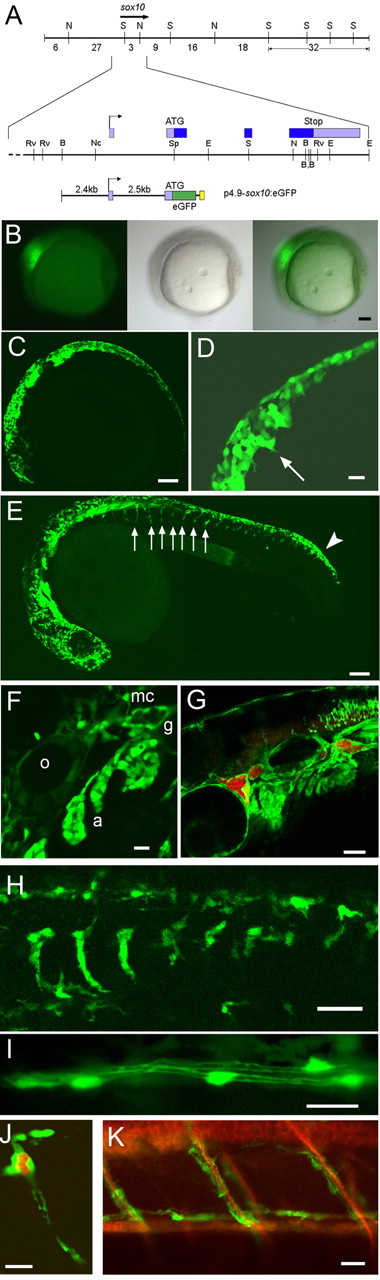 A
sox10
N S N S N S S S S
6 27 3 9 16 18 32
ATG Stop
Rv Rv B Nc Sp E S N B Rv E E
B,B
2.4kb 2.5kb ATG p4.9-sox10:eGFP
eGFP
B
C D
E
F mc g o a G
H
I
J K